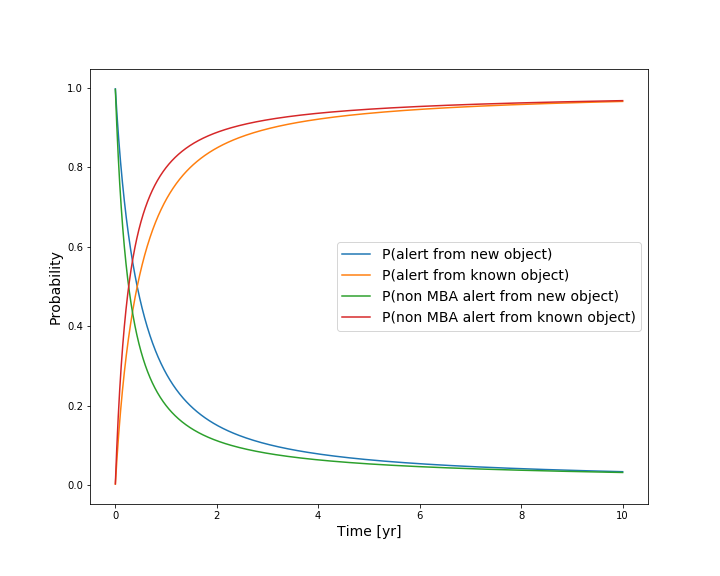 1.0
0.8
0.6
0.4
0.2
0.0
Probability
P(alert from new object)
P(alert from known object)
P(non MBA alert from new object)
P(non MBA alert from known object)
0 2 4 6 8 10
Time [yr]